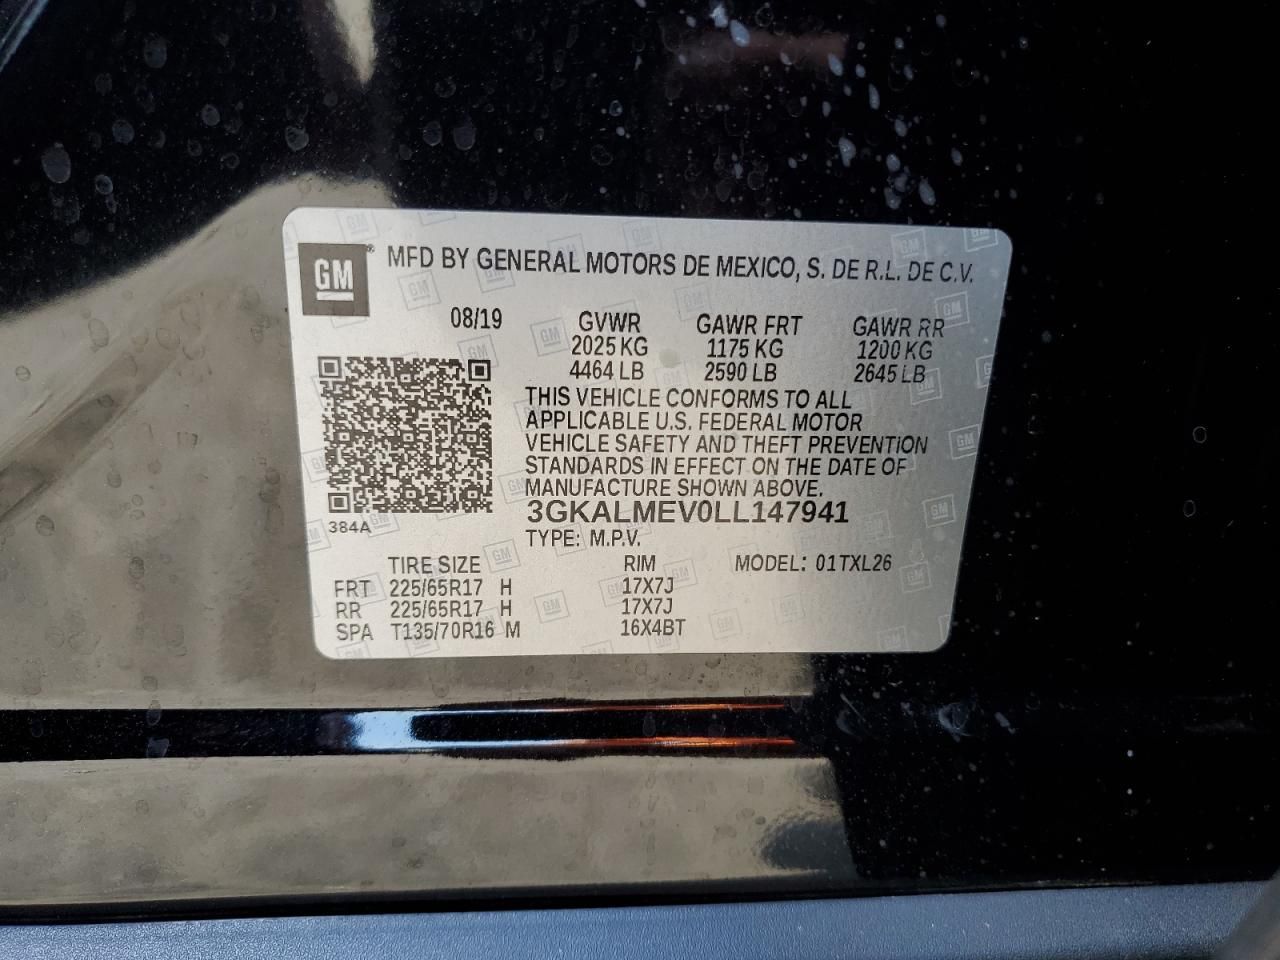 GM
MFD BY GENERAL MOTORS DE MEXICO, S. DE R.L. DE C.V.
08/19 GVWR GAWR FRT GAWR RR
2025 KG 1175 KG 1200 KG
4464 LB 2590 LB 2645 LB
THIS VEHICLE CONFORMS TO ALL
APPLICABLE U.S. FEDERAL MOTOR
VEHICLE SAFETY AND THEFT PREVENTION
STANDARDS IN EFFECT ON THE DATE OF
MANUFACTURE SHOWN ABOVE.
3GKALMEV0LL147941
384A
TYPE: M.P.V.
TIRE SIZE RIM MODEL: 01TXL26
FRT 225/65R17 H 17X7J
RR 225/65R17 H 17X7J
SPA T135/70R16 M 16X4BT